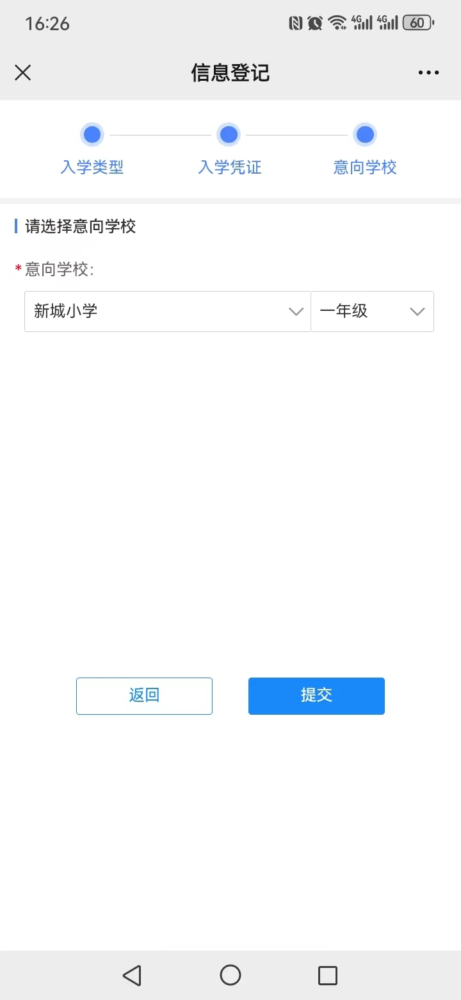 16:26
4G 4G 60
信息登记
入学类型 入学凭证 意向学校
请选择意向学校
*意向学校:
新城小学 一年级
返回 提交